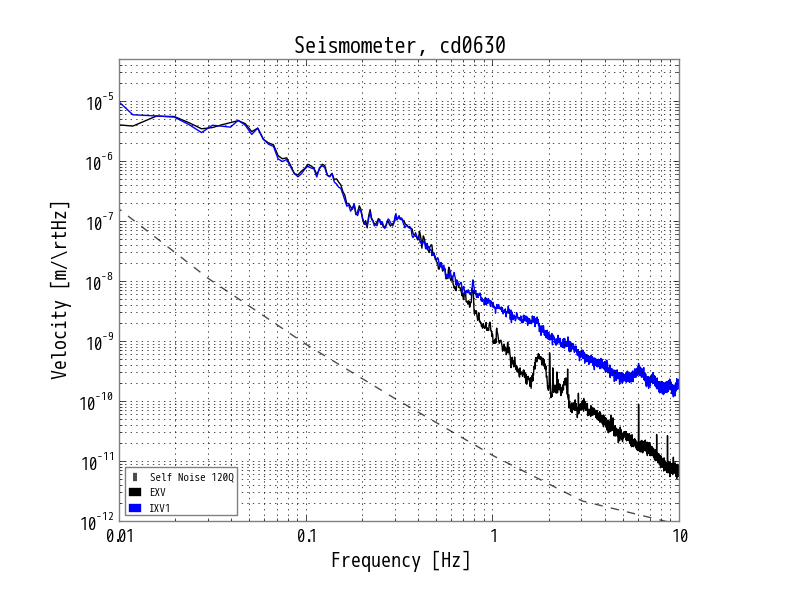 Seismometer, cd0630
Velocity [m/\rtHz]
10^-5
10^-6
10^-7
10^-8
10^-9
10^-10
10^-11
10^-12
Self Noise 120Q
EXV
IXV1
0.01
0.1
1
10
Frequency [Hz]